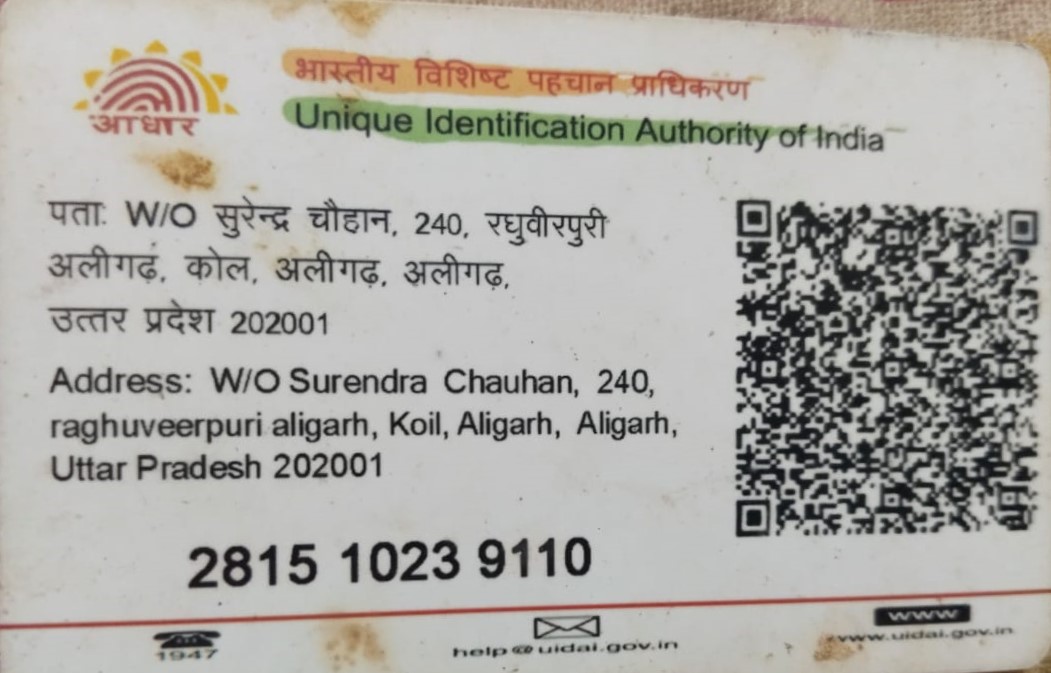 आधार
भारतीय विशिष्ट पहचान प्राधिकरण
Unique Identification Authority of India
पता: W/O सुरेन्द्र चौहान, 240, रघुवीरपुरी
अलीगढ़, कोल, अलीगढ़, अलीगढ़,
उत्तर प्रदेश 202001
Address: W/O Surendra Chauhan, 240,
raghuveerpuri aligarh, Koil, Aligarh, Aligarh,
Uttar Pradesh 202001
2815 1023 9110
1947
help@uidai.gov.in
www
www.uidai.gov.in